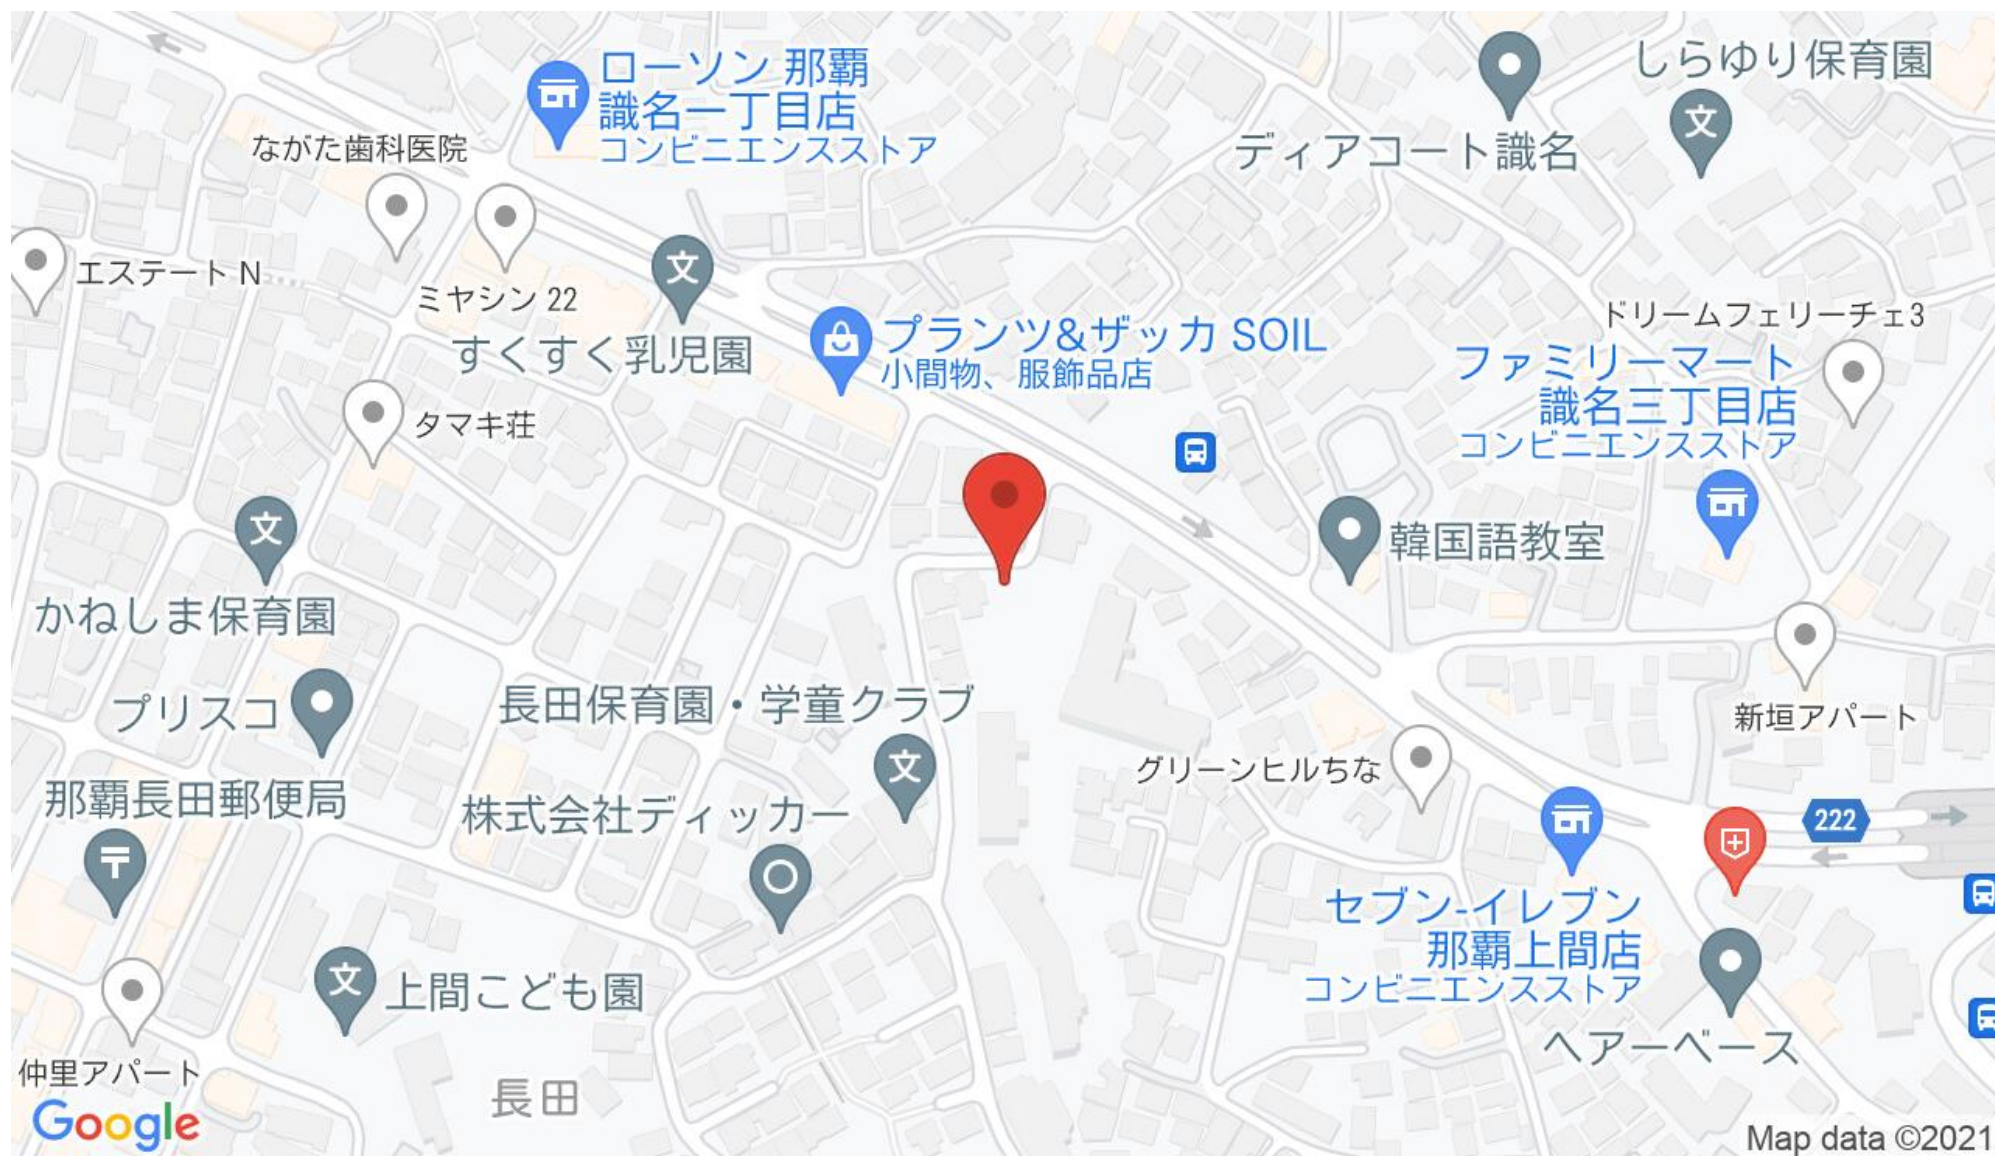 ローソン 那覇
識名一丁目店
コンビニエンスストア
しらゆり保育園
文
ながた歯科医院
ディアコート識名
エステート N
ミヤシン 22
文
すくすく乳児園
プランツ&ザッカ SOIL
小間物、服飾品店
ドリームフェリーチェ3
ファミリーマート
識名三丁目店
コンビニエンスストア
タマキ荘
文
かねしま保育園
韓国語教室
プリスコ
長田保育園・学童クラブ
文
新垣アパート
グリーンヒルちな
那覇長田郵便局
〒
株式会社ディッカー
222
セブン-イレブン
那覇上間店
コンビニエンスストア
文
上間こども園
ヘアーベース
仲里アパート
長田
Google
Map data ©2021